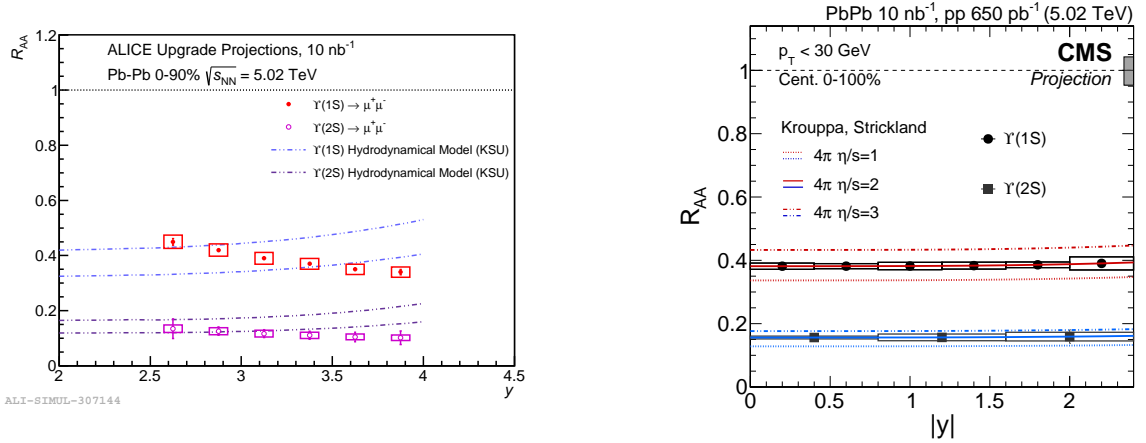 R_AA
ALICE Upgrade Projections, 10 nb⁻¹
Pb-Pb 0-90% √s_NN = 5.02 TeV
ϒ(1S) → μ⁺μ⁻
ϒ(2S) → μ⁺μ⁻
ϒ(1S) Hydrodynamical Model (KSU)
ϒ(2S) Hydrodynamical Model (KSU)
1.2
1
0.8
0.6
0.4
0.2
0
2 2.5 3 3.5 4 4.5
y
ALI-SIMUL-307144
PbPb 10 nb⁻¹, pp 650 pb⁻¹ (5.02 TeV)
p_T < 30 GeV
CMS
Cent. 0-100%
Projection
Krouppa, Strickland
4π η/s=1
4π η/s=2
4π η/s=3
ϒ(1S)
ϒ(2S)
R_AA
1
0.8
0.6
0.4
0.2
0
0 0.5 1 1.5 2
|y|